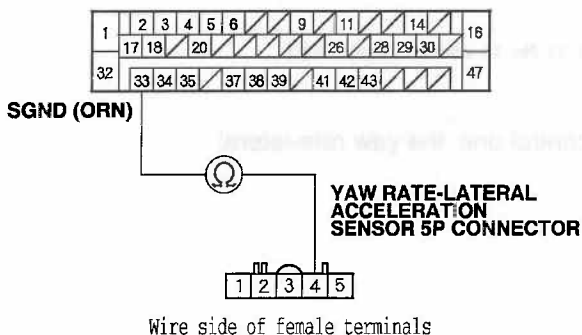 1 2 3 4 5 6 9 11 14 16
17 18 20 26 28 29 30
32 33 34 35 37 38 39 41 42 43 47
SGND (ORN)
Ω
YAW RATE-LATERAL
ACCELERATION
SENSOR 5P CONNECTOR
1 2 3 4 5
Wire side of female terminals